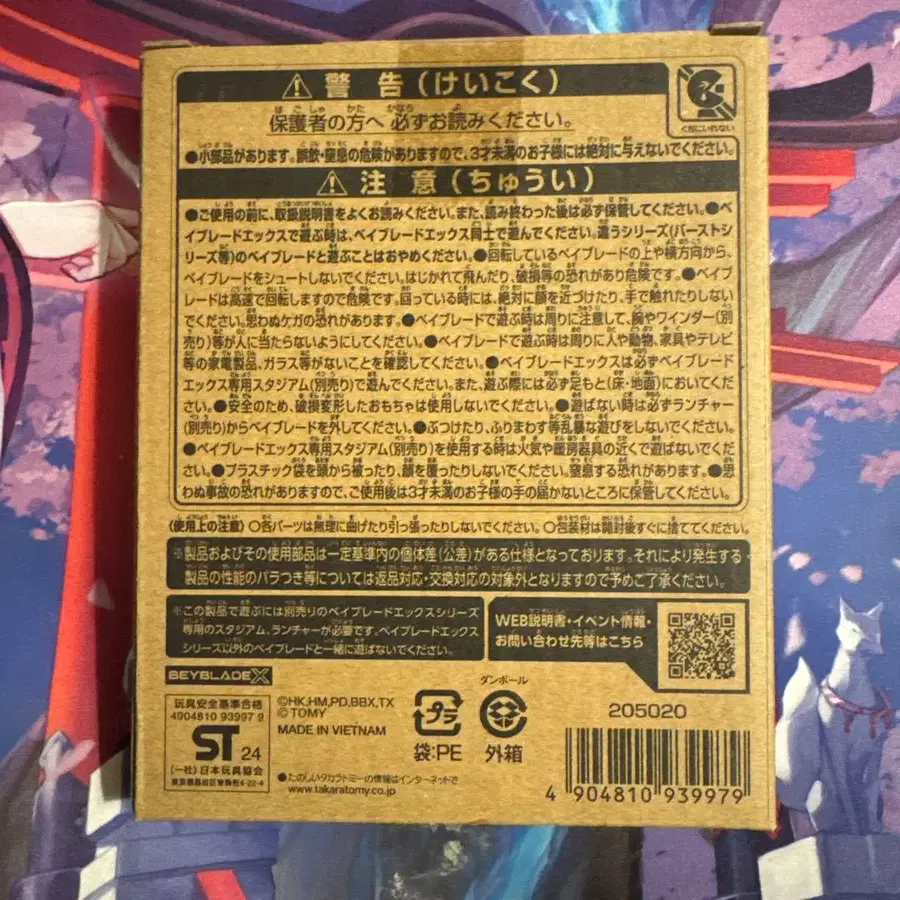 ⚠ 警告(けいこく)
くちにいれない
保護者の方へ 必ずお読みください。
●小部品があります。誤飲・窒息の危険がありますので、3才未満のお子様には絶対に与えないでください。
⚠ 注意(ちゅうい)
●ご使用の前に、取扱説明書をよくお読みください。また、読み終わった後は必ず保管してください。●ベ
イブレードエックスで遊ぶ時は、ベイブレードエックス同士で遊んでください。違うシリーズ(バーストシ
リーズ等)のベイブレードと遊ぶことはおやめください。●回転しているベイブレードの上や横方向から、
ベイブレードをシュートしないでください。はじかれて飛んだり、破損等の恐れがあり危険です。●ベイブ
レードは高速で回転しますので危険です。回っている時には、絶対に顔を近づけたり、手で触れたりしない
でください。思わぬケガの恐れがあります。●ベイブレードで遊ぶ時は周りに注意して、腕やワインダー(別
売り)等が人に当たらないようにしてください。●ベイブレードで遊ぶ時は周りに人や動物、家具やテレビ
等の家電製品、ガラス等がないことを確認してください。●ベイブレードエックスは必ずベイブレード
エックス専用スタジアム(別売り)で遊んでください。また、遊ぶ際には必ず足もと(床・地面)においてくだ
さい。●安全のため、破損変形したおもちゃは使用しないでください。●遊ばない時は必ずランチャー
(別売り)からベイブレードを外してください。●ぶつけたり、ふりまわす等乱暴な遊びをしないでください。
●ベイブレードエックス専用スタジアム(別売り)を使用する時は火気や暖房器具の近くで遊ばないでくだ
さい。●プラスチック袋を頭から被ったり、顔を覆ったりしないでください。窒息する恐れがあります。●思
わぬ事故の恐れがありますので、ご使用後は3才未満のお子様の手の届かないところに保管してください。
〈使用上の注意〉○各パーツは無理に曲げたり引っ張ったりしないでください。○包装材は開封後すぐに捨ててください。
※製品およびその使用部品は一定基準内の個体差(公差)がある仕様となっております。それにより発生する
製品の性能のバラつき等については返品対応・交換対応の対象外となりますので予めご了承ください。
※この製品で遊ぶには別売りのベイブレードエックスシリーズ
専用のスタジアム、ランチャーが必要です。ベイブレードエックス
シリーズ以外のベイブレードと一緒に遊ばないでください。
WEB説明書・イベント情報・
お問い合わせ先等はこちら
BEYBLADE X
玩具安全基準合格
4904810 93997 9
ST 24
(一社)日本玩具協会
東京都墨田区東駒形4-22-4
©HK,HM,PD,BBX,TX
© TOMY
MADE IN VIETNAM
プラ
袋:PE
ダンボール
外箱
●たのしいタカラトミーの情報はインターネットで
www.takaratomy.co.jp
205020
4 904810 939979